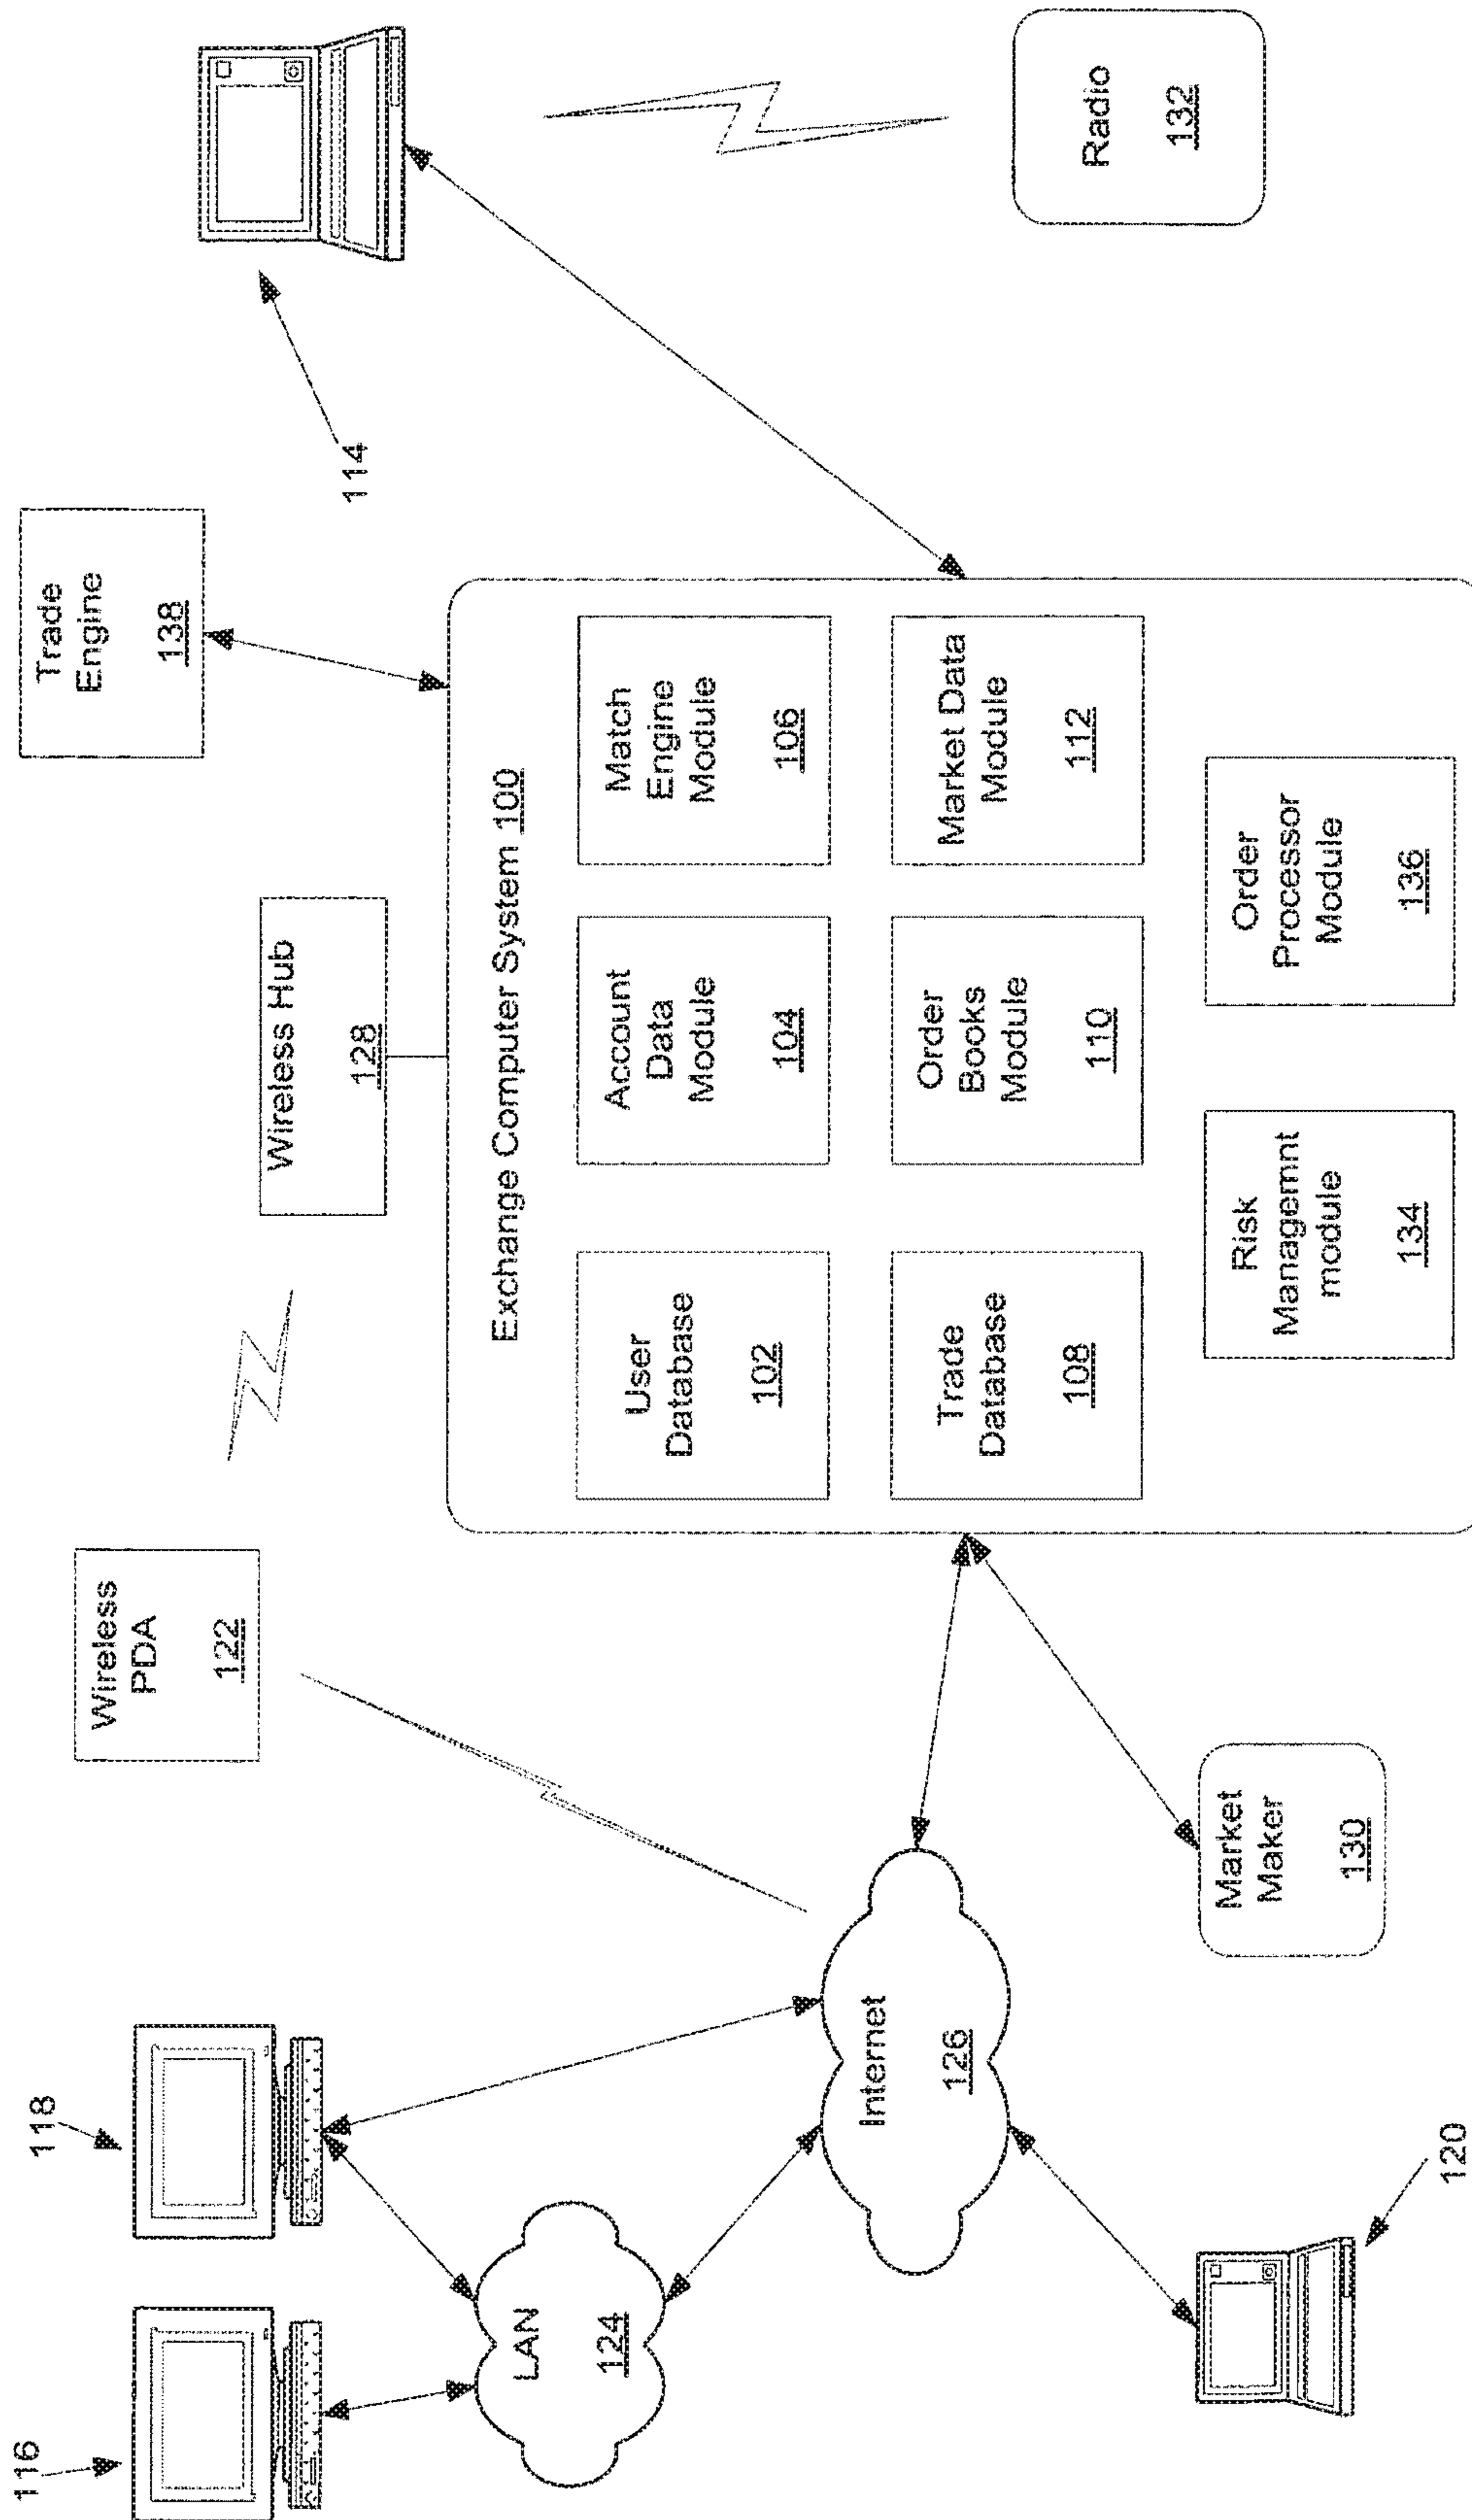 116
118
Wireless
PDA
122
Wireless Hub
128
Trade
Engine
138
114
LAN
124
Internet
126
120
Market
Maker
130
Exchange Computer System 100
User
Database
102
Account
Data
Module
104
Match
Engine
Module
106
Trade
Database
108
Order
Books
Module
110
Market Data
Module
112
Risk
Managemnt
module
134
Order
Processor
Module
136
Radio
132